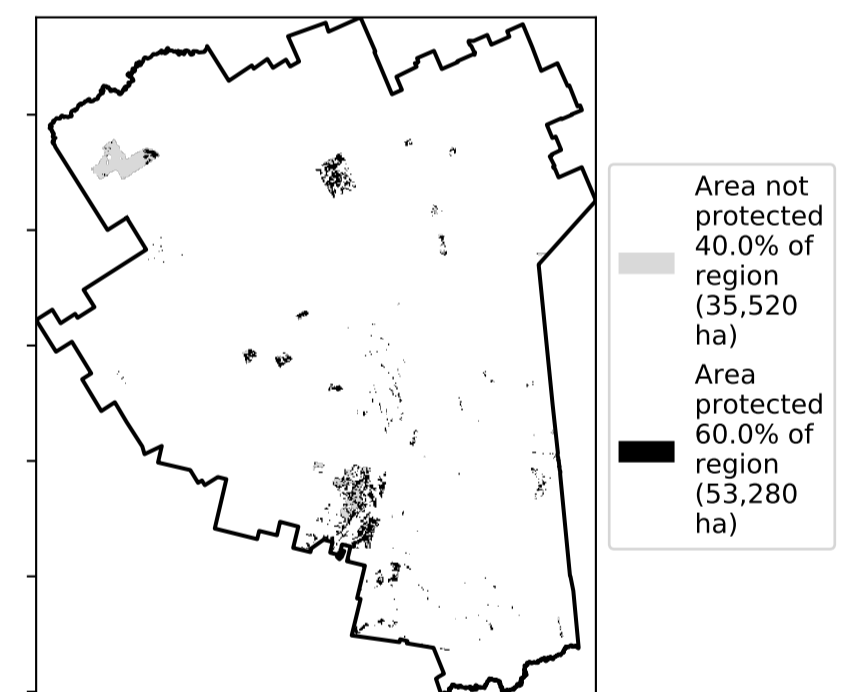 Area not
protected
40.0% of
region
(35,520
ha)
Area
protected
60.0% of
region
(53,280
ha)